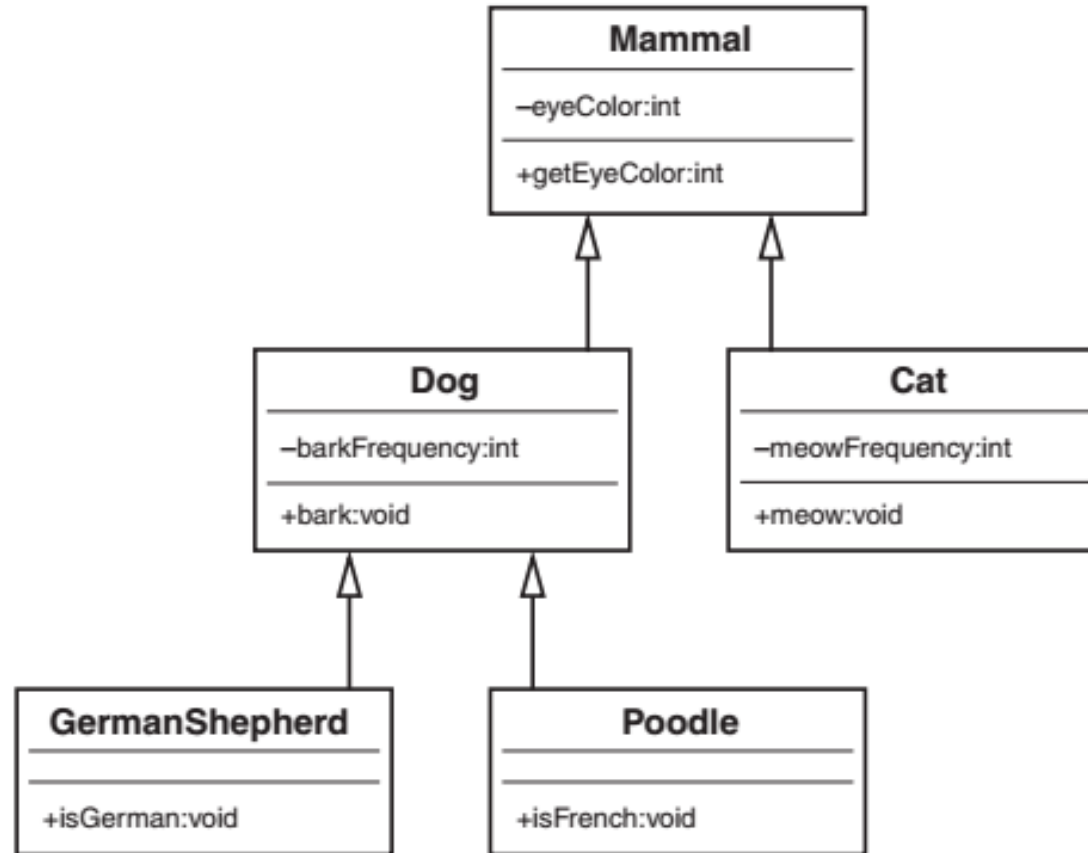 Mammal
–eyeColor:int
+getEyeColor:int
Dog
–barkFrequency:int
+bark:void
Cat
–meowFrequency:int
+meow:void
GermanShepherd
+isGerman:void
Poodle
+isFrench:void